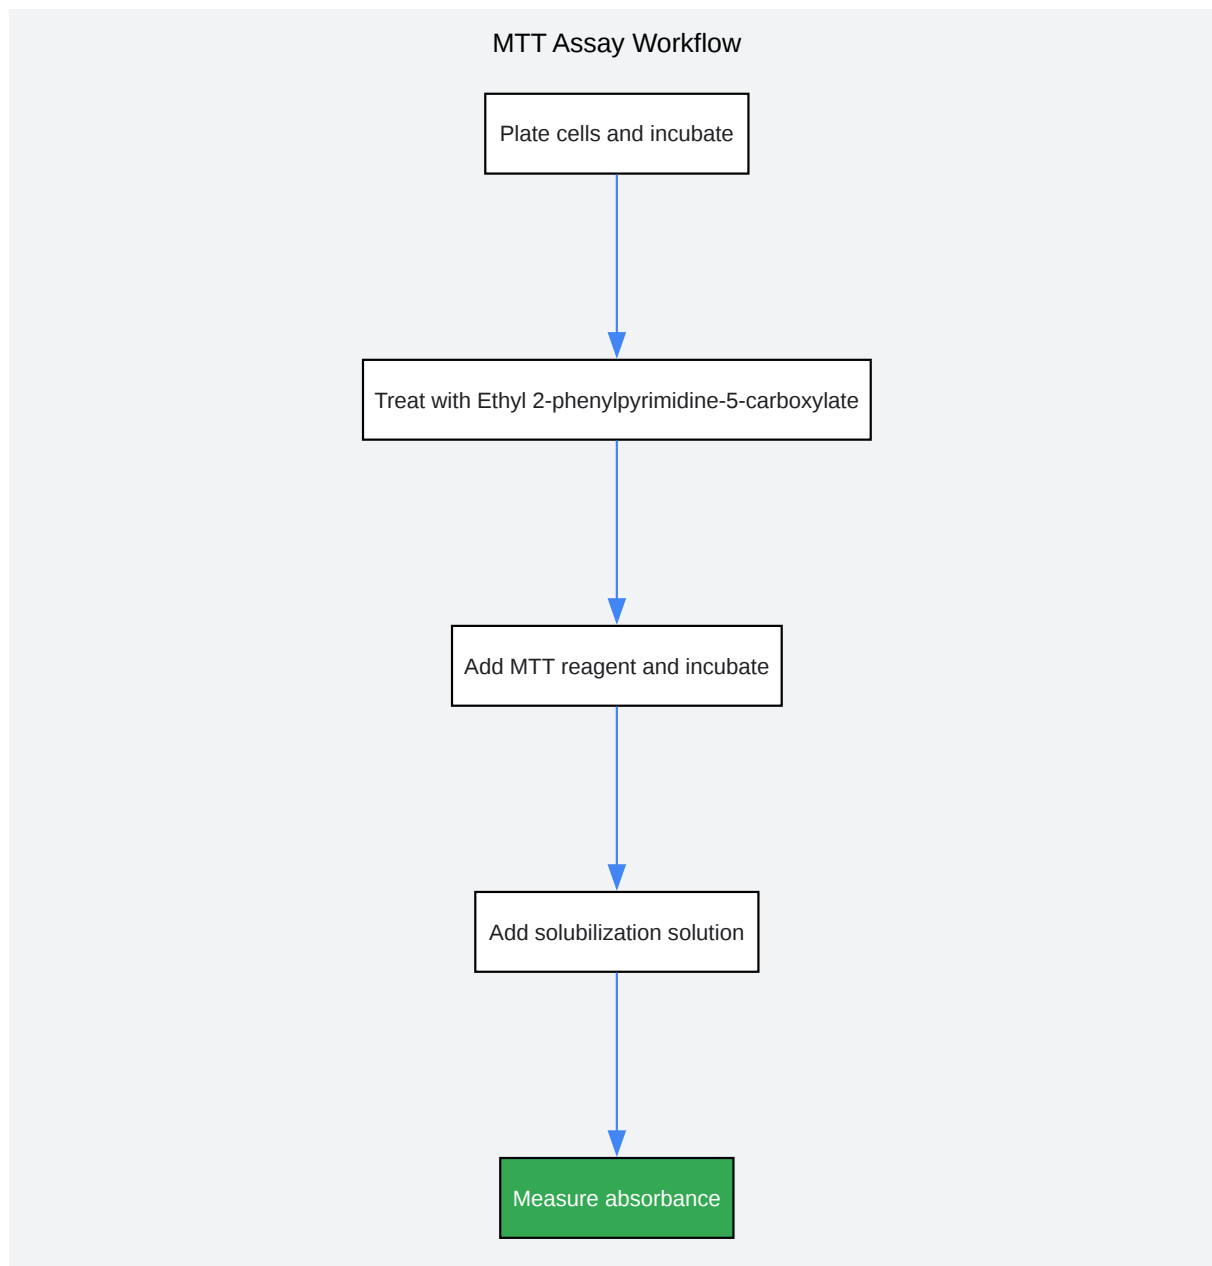 MTT Assay Workflow
Plate cells and incubate
Treat with Ethyl 2-phenylpyrimidine-5-carboxylate
Add MTT reagent and incubate
Add solubilization solution
Measure absorbance